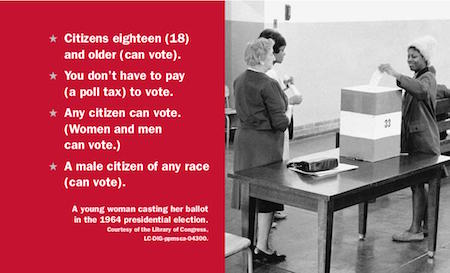 ★ Citizens eighteen (18)
and older (can vote).
★ You don't have to pay
(a poll tax) to vote.
★ Any citizen can vote.
(Women and men
can vote.)
★ A male citizen of any race
(can vote).
A young woman casting her ballot
in the 1964 presidential election.
Courtesy of the Library of Congress,
LC-DIG-ppmsca-04300.
33